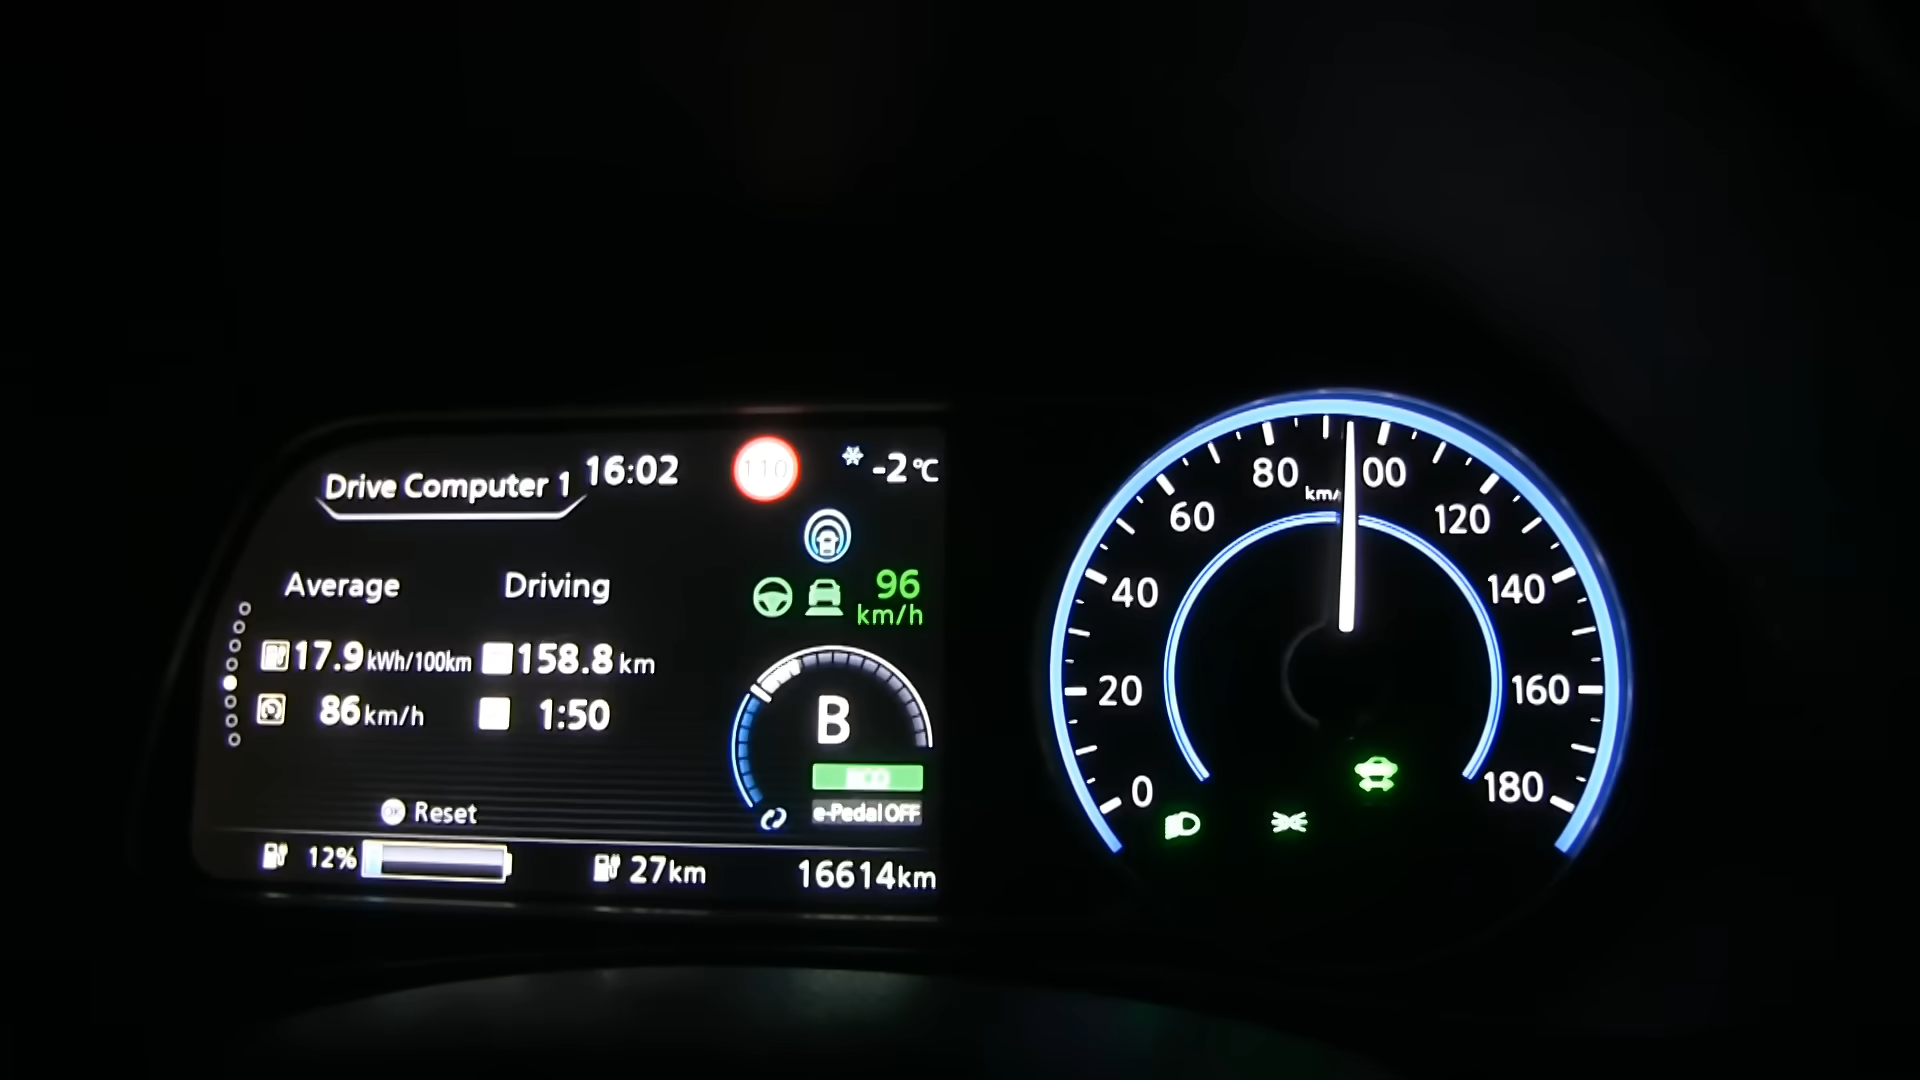 Drive Computer 1 16:02 110 -2°C
Average Driving
96
km/h
17.9 kWh/100km 158.8 km
86 km/h 1:50
B
ECO
Reset e-Pedal OFF
12% 27km 16614km
0
20
40
60
80
km/
00
120
140
160
180